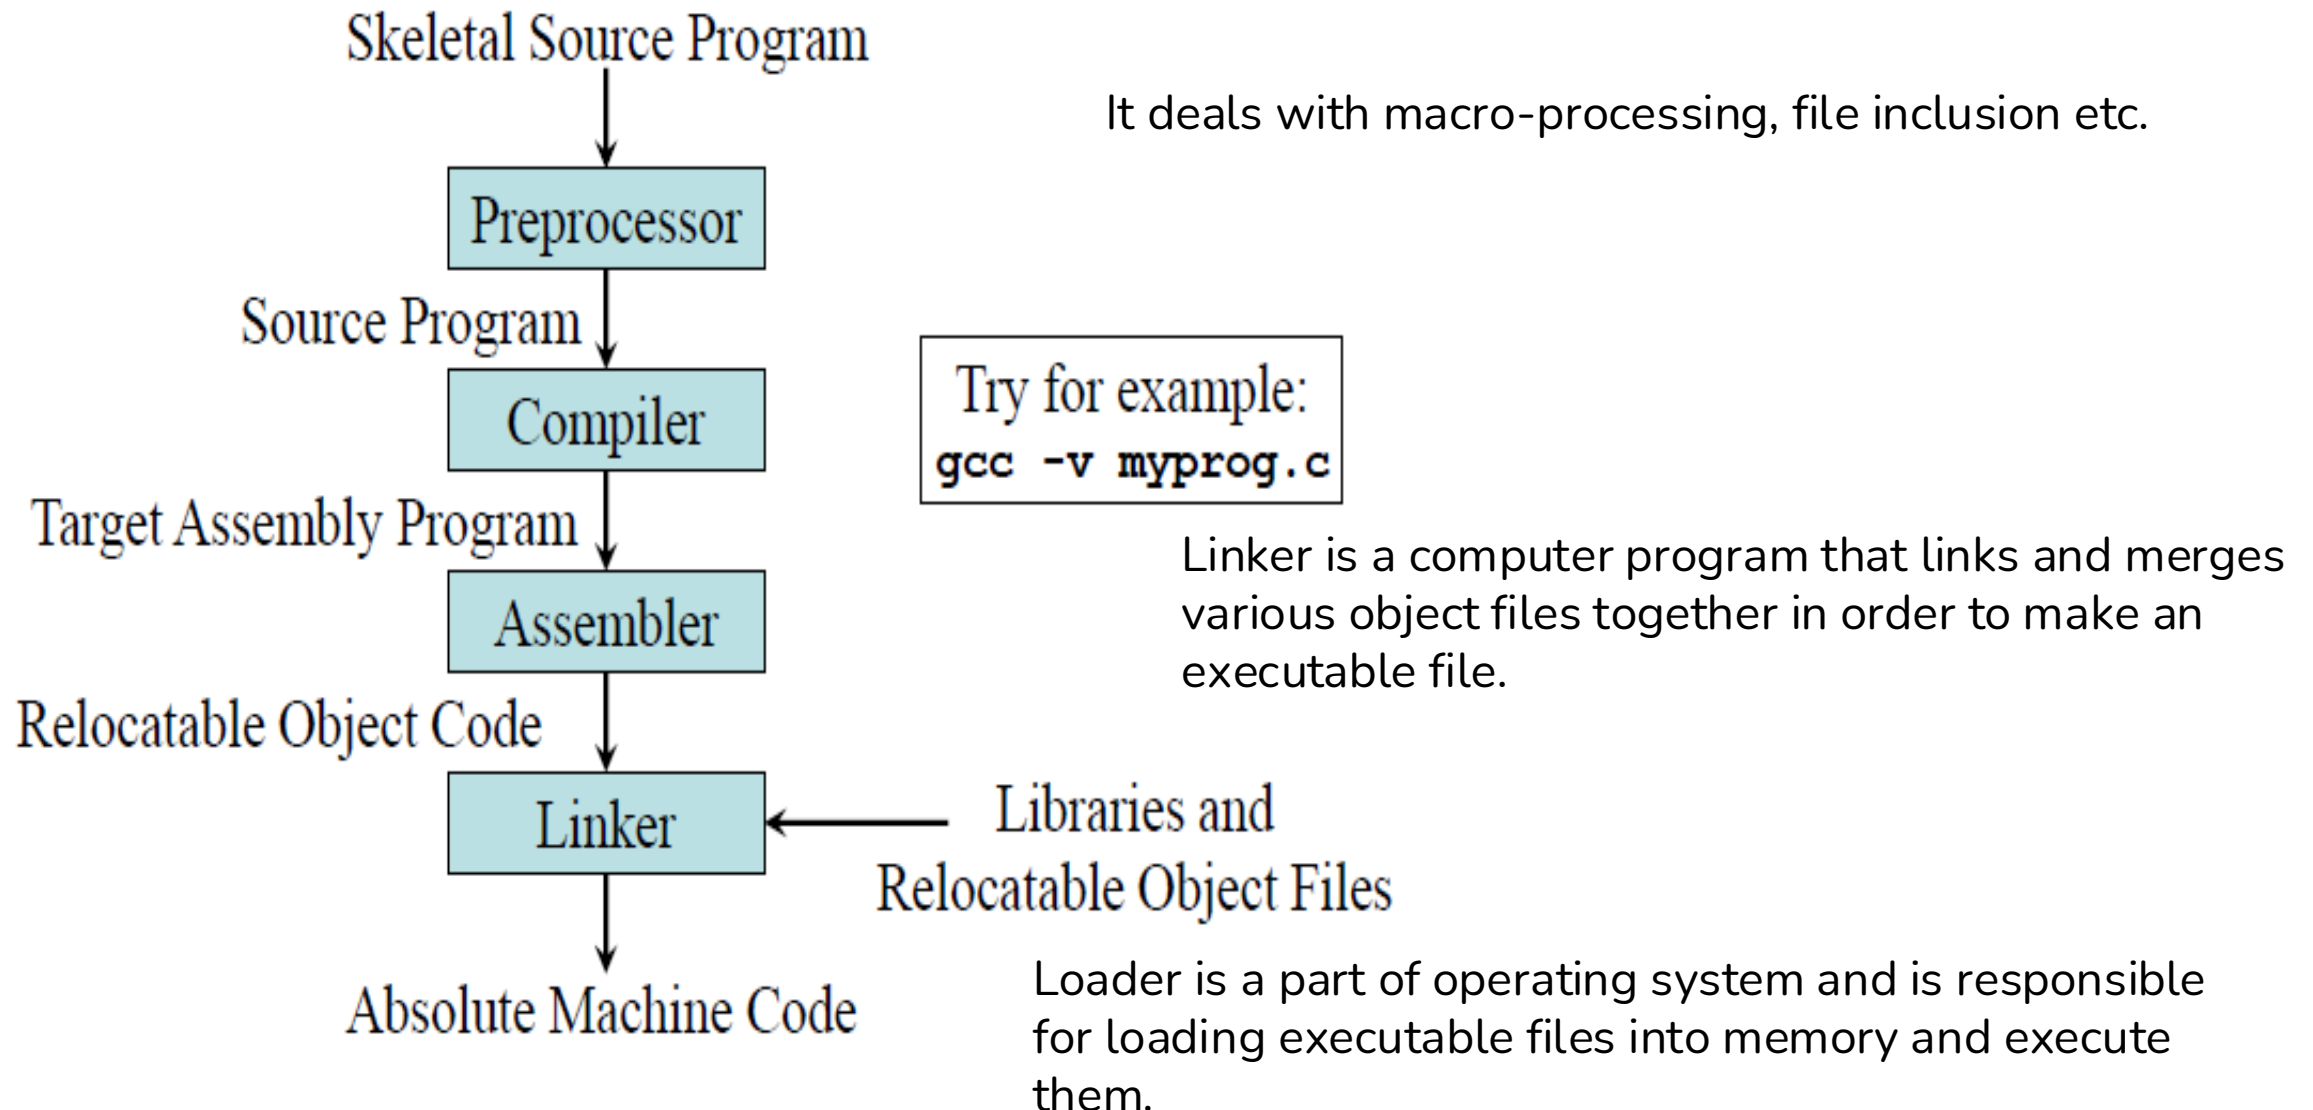 Skeletal Source Program
It deals with macro-processing, file inclusion etc.
Preprocessor
Source Program
Compiler
Try for example:
gcc -v myprog.c
Target Assembly Program
Linker is a computer program that links and merges
various object files together in order to make an
executable file.
Assembler
Relocatable Object Code
Linker
Libraries and
Relocatable Object Files
Absolute Machine Code
Loader is a part of operating system and is responsible
for loading executable files into memory and execute
them.